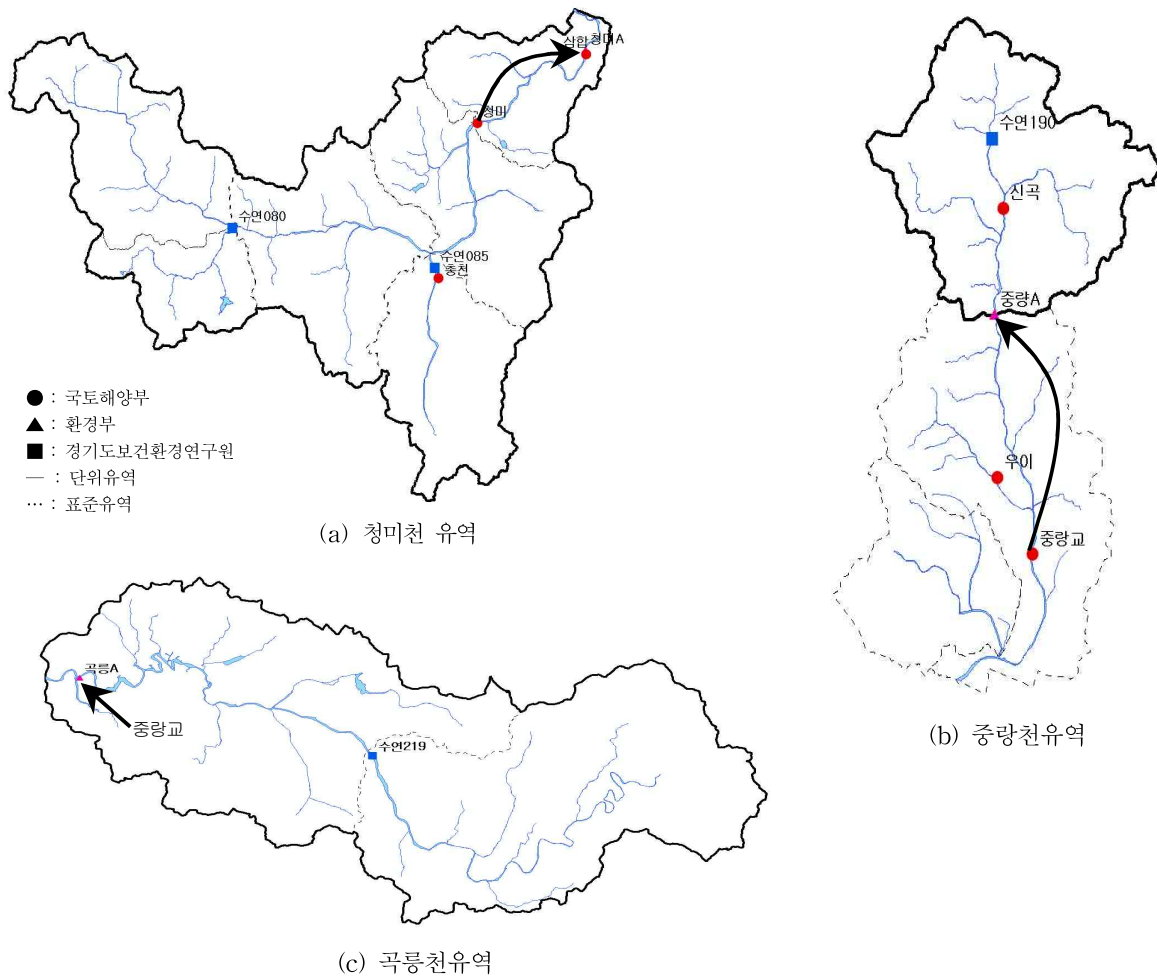 삼합 청미A
청미
수연080
수연085
총천
● : 국토해양부
▲ : 환경부
■ : 경기도보건환경연구원
― : 단위유역
… : 표준유역
(a) 청미천 유역
수연190
신곡
중량A
우이
중랑교
(b) 중랑천유역
곡릉A
중랑교
수연219
(c) 곡릉천유역